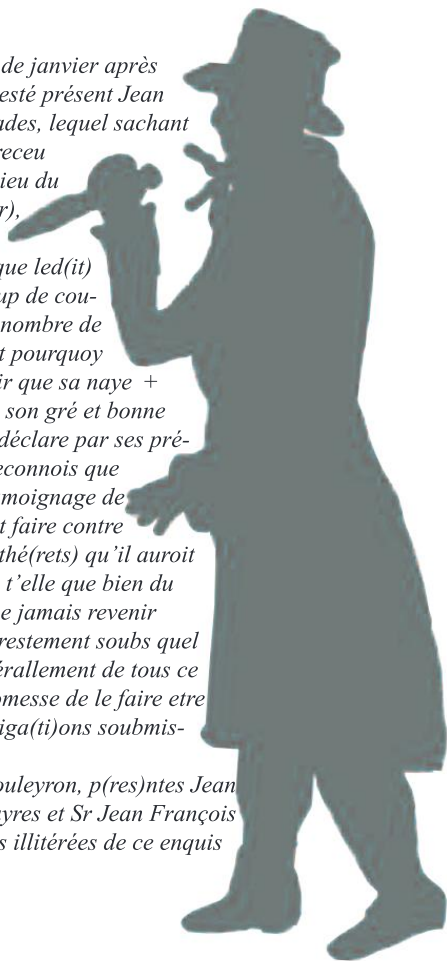 de janvier après
esté présent Jean
ades, lequel sachant
receu
ieu du
r),
que led(it)
up de cou-
nombre de
t pourquoy
ir que sa naye +
son gré et bonne
déclare par ses pré-
econnois que
moignage de
t faire contre
thé(rets) qu’il auroit
t’elle que bien du
e jamais revenir
restement soubs quel
érallement de tous ce
omesse de le faire etre
iga(ti)ons soubmis-
ouleyron, p(res)ntes Jean
yres et Sr Jean François
s illitérées de ce enquis